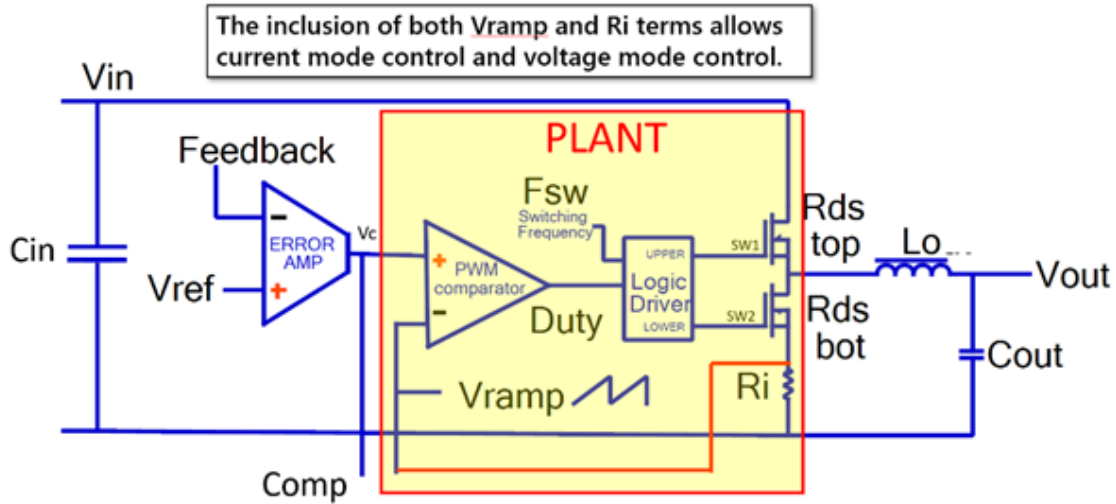 The inclusion of both Vramp and Ri terms allows
current mode control and voltage mode control.
Vin
PLANT
Feedback
Fsw
Switching
Frequency
Rds
top
Vc
Cin
ERROR
AMP
UPPER
SW1
Lo
Vref
PWM
comparator
Logic
Driver
Vout
Duty
LOWER
SW2
Rds
bot
Cout
Vramp
Ri
Comp